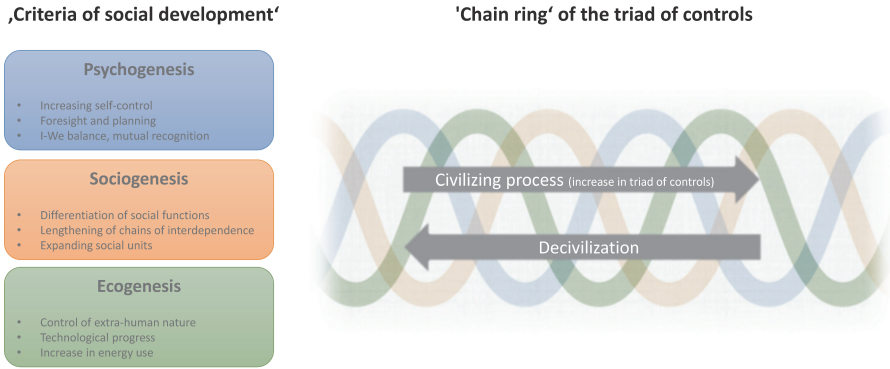 ‚Criteria of social development‘
'Chain ring‘ of the triad of controls
Psychogenesis
• Increasing self-control
• Foresight and planning
• I-We balance, mutual recognition
Sociogenesis
• Differentiation of social functions
• Lengthening of chains of interdependence
• Expanding social units
Ecogenesis
• Control of extra-human nature
• Technological progress
• Increase in energy use
Civilizing process (increase in triad of controls)
Decivilization